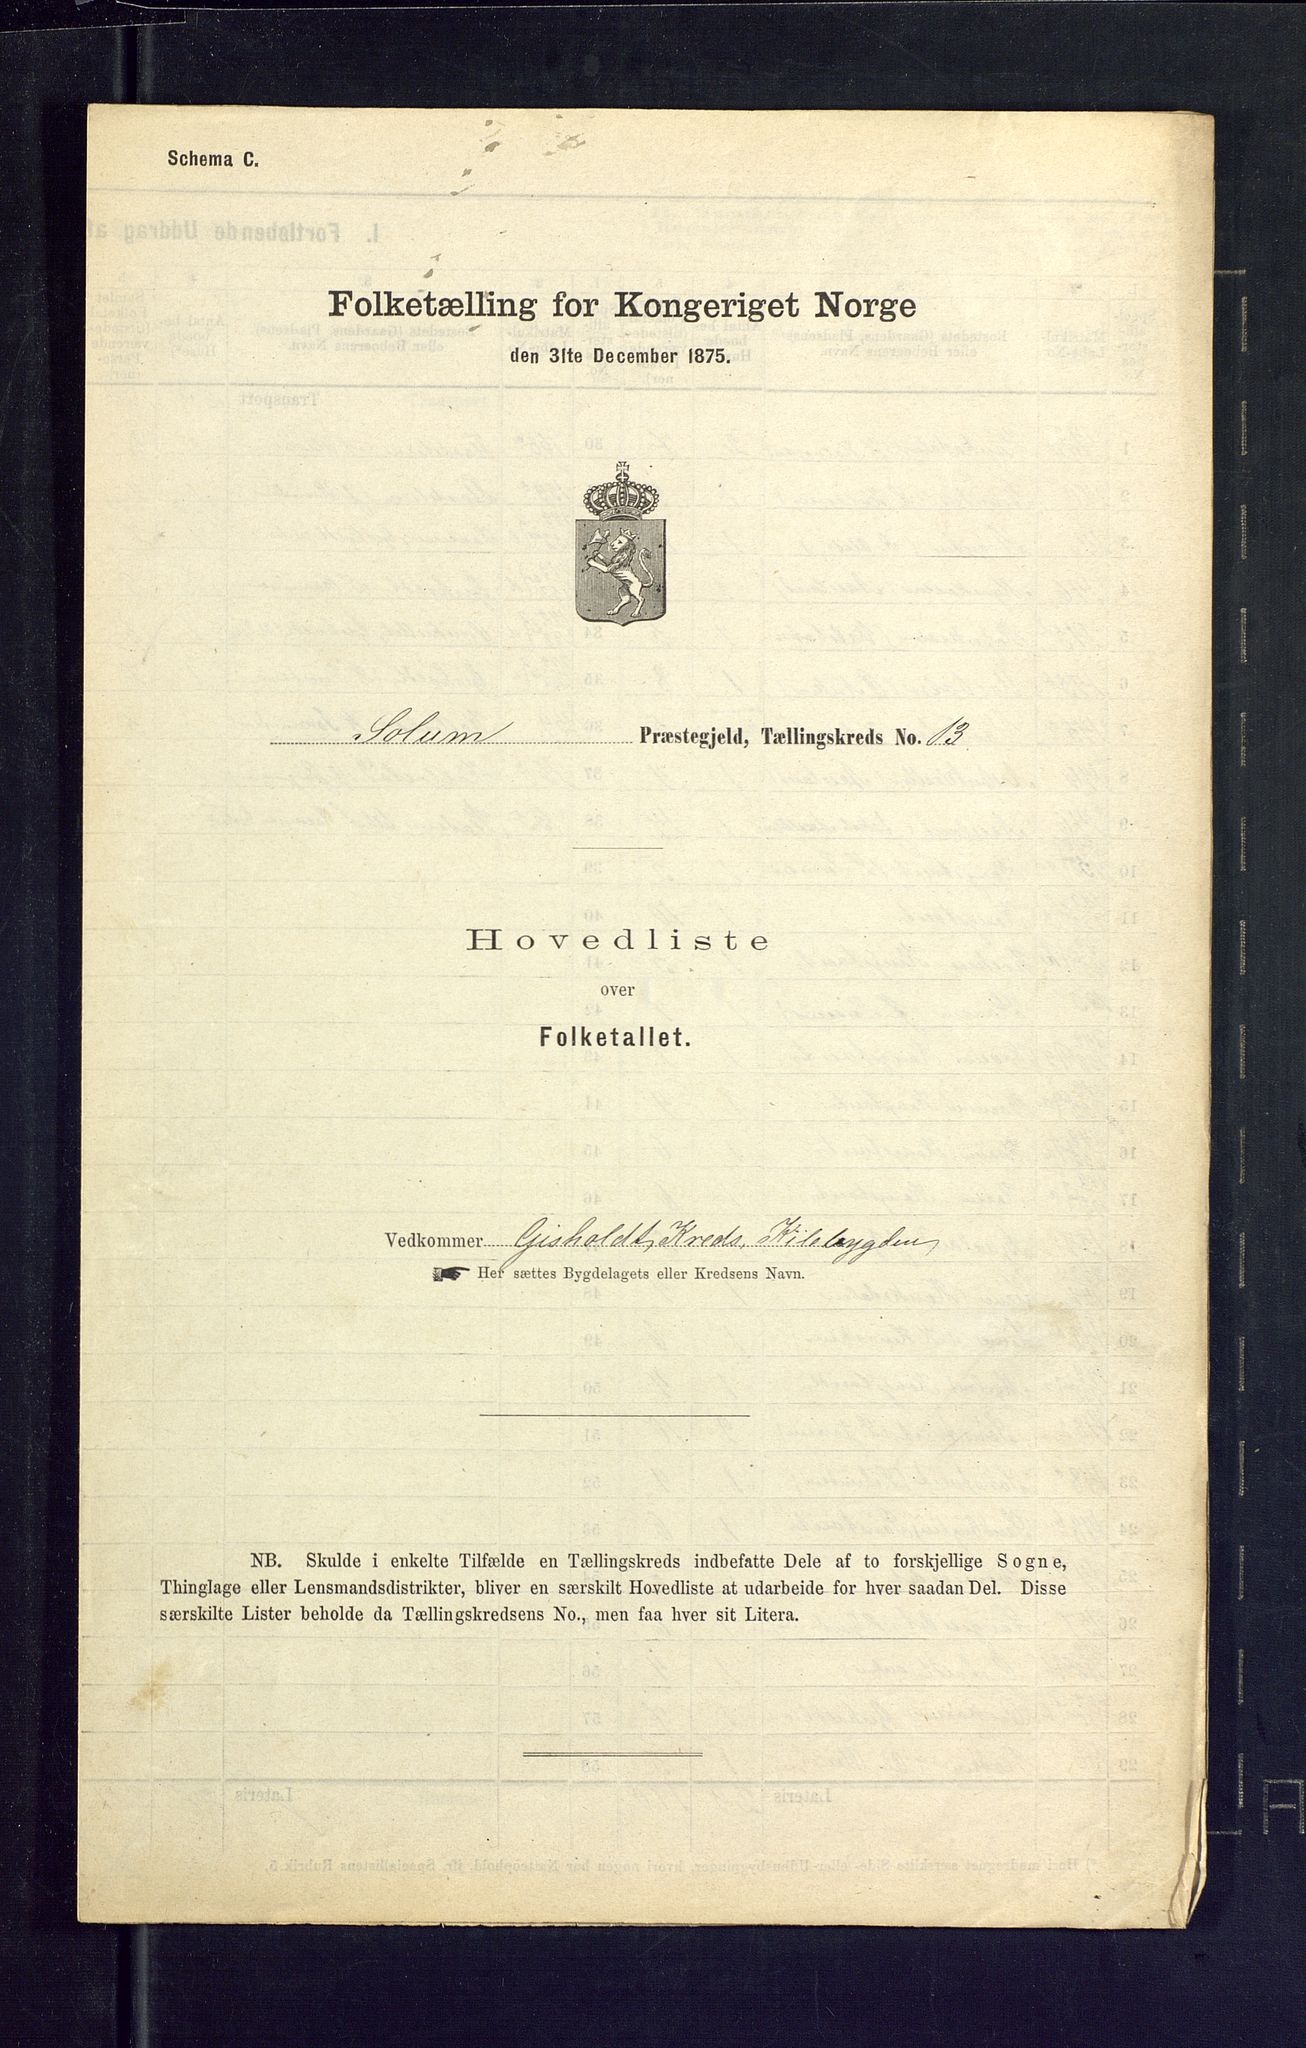 Schema C.
Folketælling for Kongeriget Norge
den 31te December 1875.
Solum Præstegjeld, Tællingskreds No. 13.
Hovedliste
over
Folketallet.
Vedkommer Gisholdt Kreds, Kilebygden
Her sættes Bygdelagets eller Kredsens Navn.
NB. Skulde i enkelte Tilfælde en Tællingskreds indbefatte Dele af to forskjellige Sogne,
Thinglage eller Lensmandsdistrikter, bliver en særskilt Hovedliste at udarbeide for hver saadan Del. Disse
særskilte Lister beholde da Tællingskredsens No., men faa hver sit Litera.